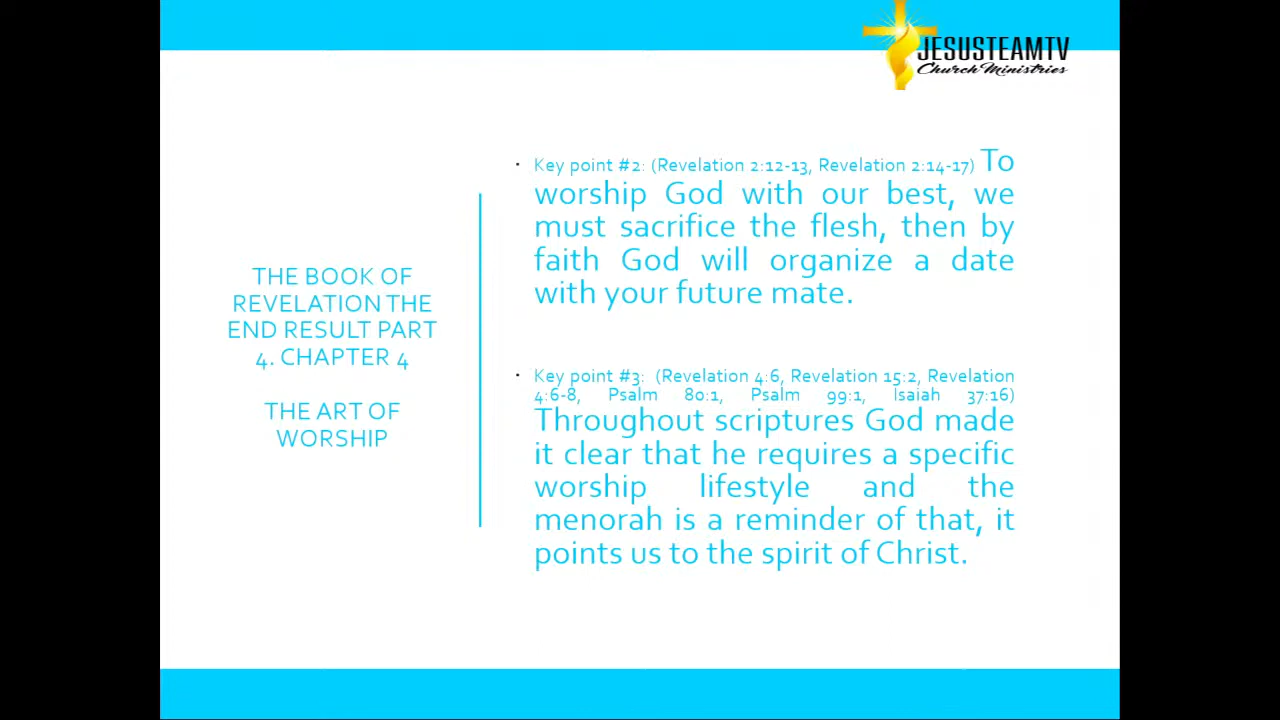 JESUSTEAMTV
Church Ministries
THE BOOK OF
REVELATION THE
END RESULT PART
4. CHAPTER 4
THE ART OF
WORSHIP
• Key point #2: (Revelation 2:12-13, Revelation 2:14-17) To
worship God with our best, we
must sacrifice the flesh, then by
faith God will organize a date
with your future mate.
• Key point #3: (Revelation 4:6, Revelation 15:2, Revelation
4:6-8, Psalm 80:1, Psalm 99:1, Isaiah 37:16)
Throughout scriptures God made
it clear that he requires a specific
worship lifestyle and the
menorah is a reminder of that, it
points us to the spirit of Christ.